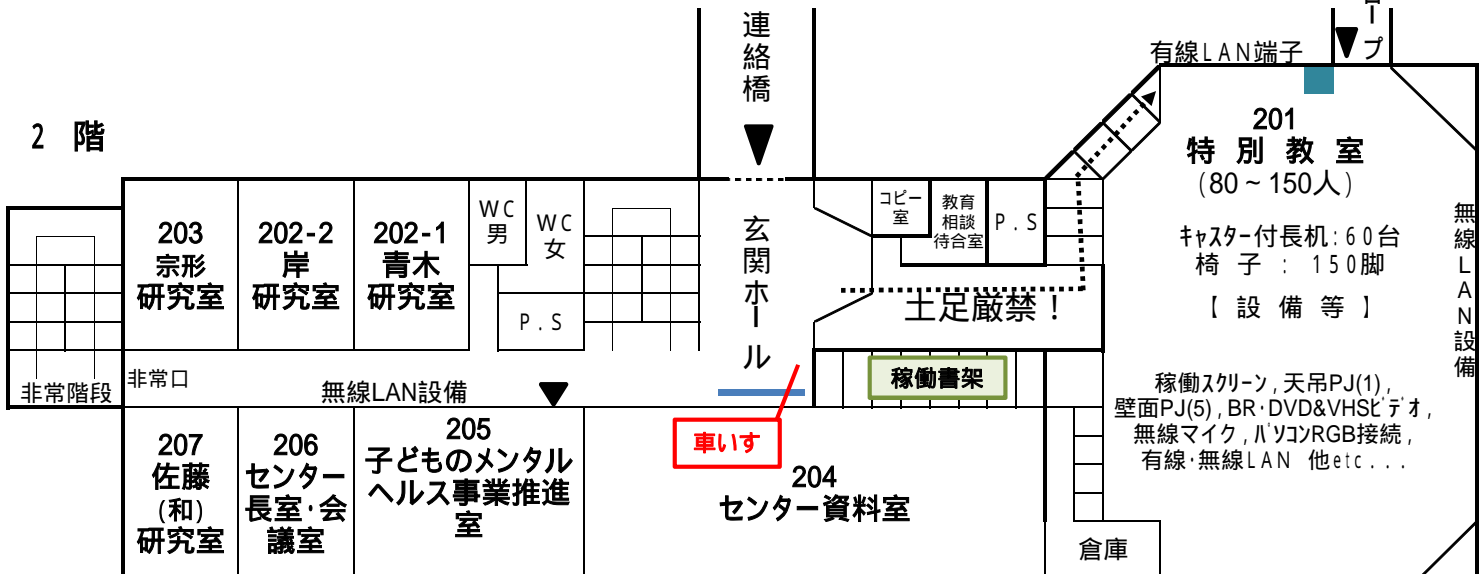 連絡橋
▼
ープ
▼
有線LAN端子
2 階
201
特 別 教 室
(80～150人)
ｷｬｽﾀｰ付長机:60台
椅 子 : 150脚
【 設 備 等 】
稼働ｽｸﾘｰﾝ,天吊PJ(1),
壁面PJ(5),BR･DVD&VHSﾋﾞﾃﾞｵ,
無線マイク,ﾊﾟｿｺﾝRGB接続,
有線･無線LAN 他etc...
無線LAN設備
203
宗形
研究室
202-2
岸
研究室
202-1
青木
研究室
WC
男
WC
女
P.S
玄関ホール
コピー
室
教育
相談
待合室
P.S
土足厳禁！
非常階段
非常口
無線LAN設備
▼
稼働書架
車いす
207
佐藤
(和)
研究室
206
センター
長室･会
議室
205
子どものメンタル
ヘルス事業推進
室
204
センター資料室
倉庫